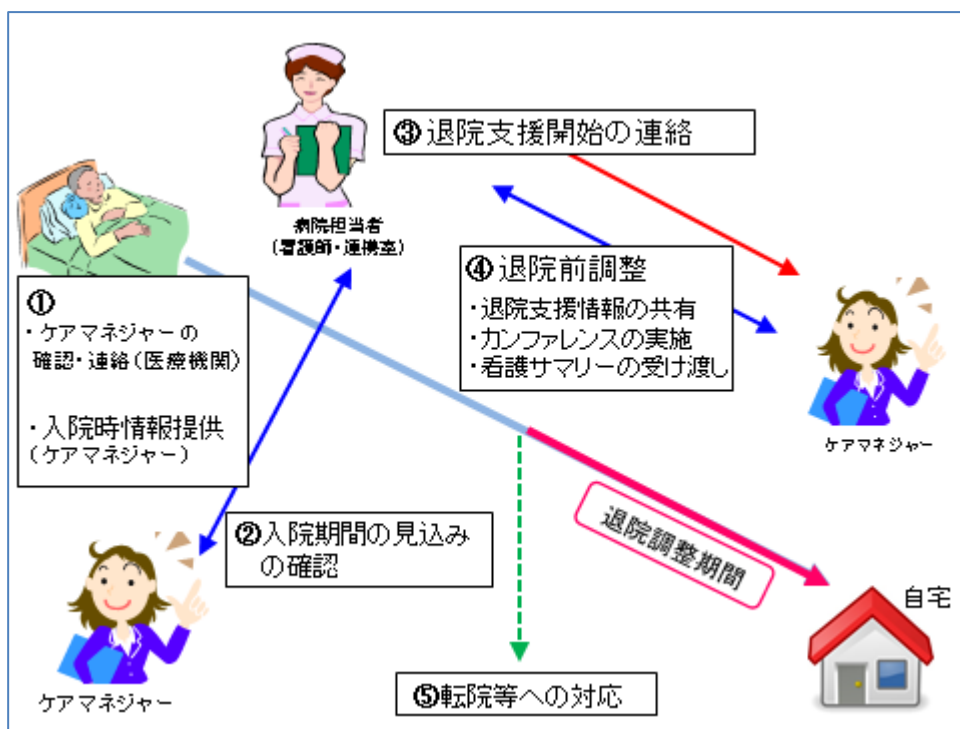 ③退院支援開始の連絡
病院担当者
(看護師・連携室)
①
・ケアマネジャーの
確認・連絡(医療機関)
・入院時情報提供
(ケアマネジャー)
④退院前調整
・退院支援情報の共有
・カンファレンスの実施
・看護サマリーの受け渡し
ケアマネジャー
②入院期間の見込み
の確認
退院調整期間
自宅
ケアマネジャー
⑤転院等への対応